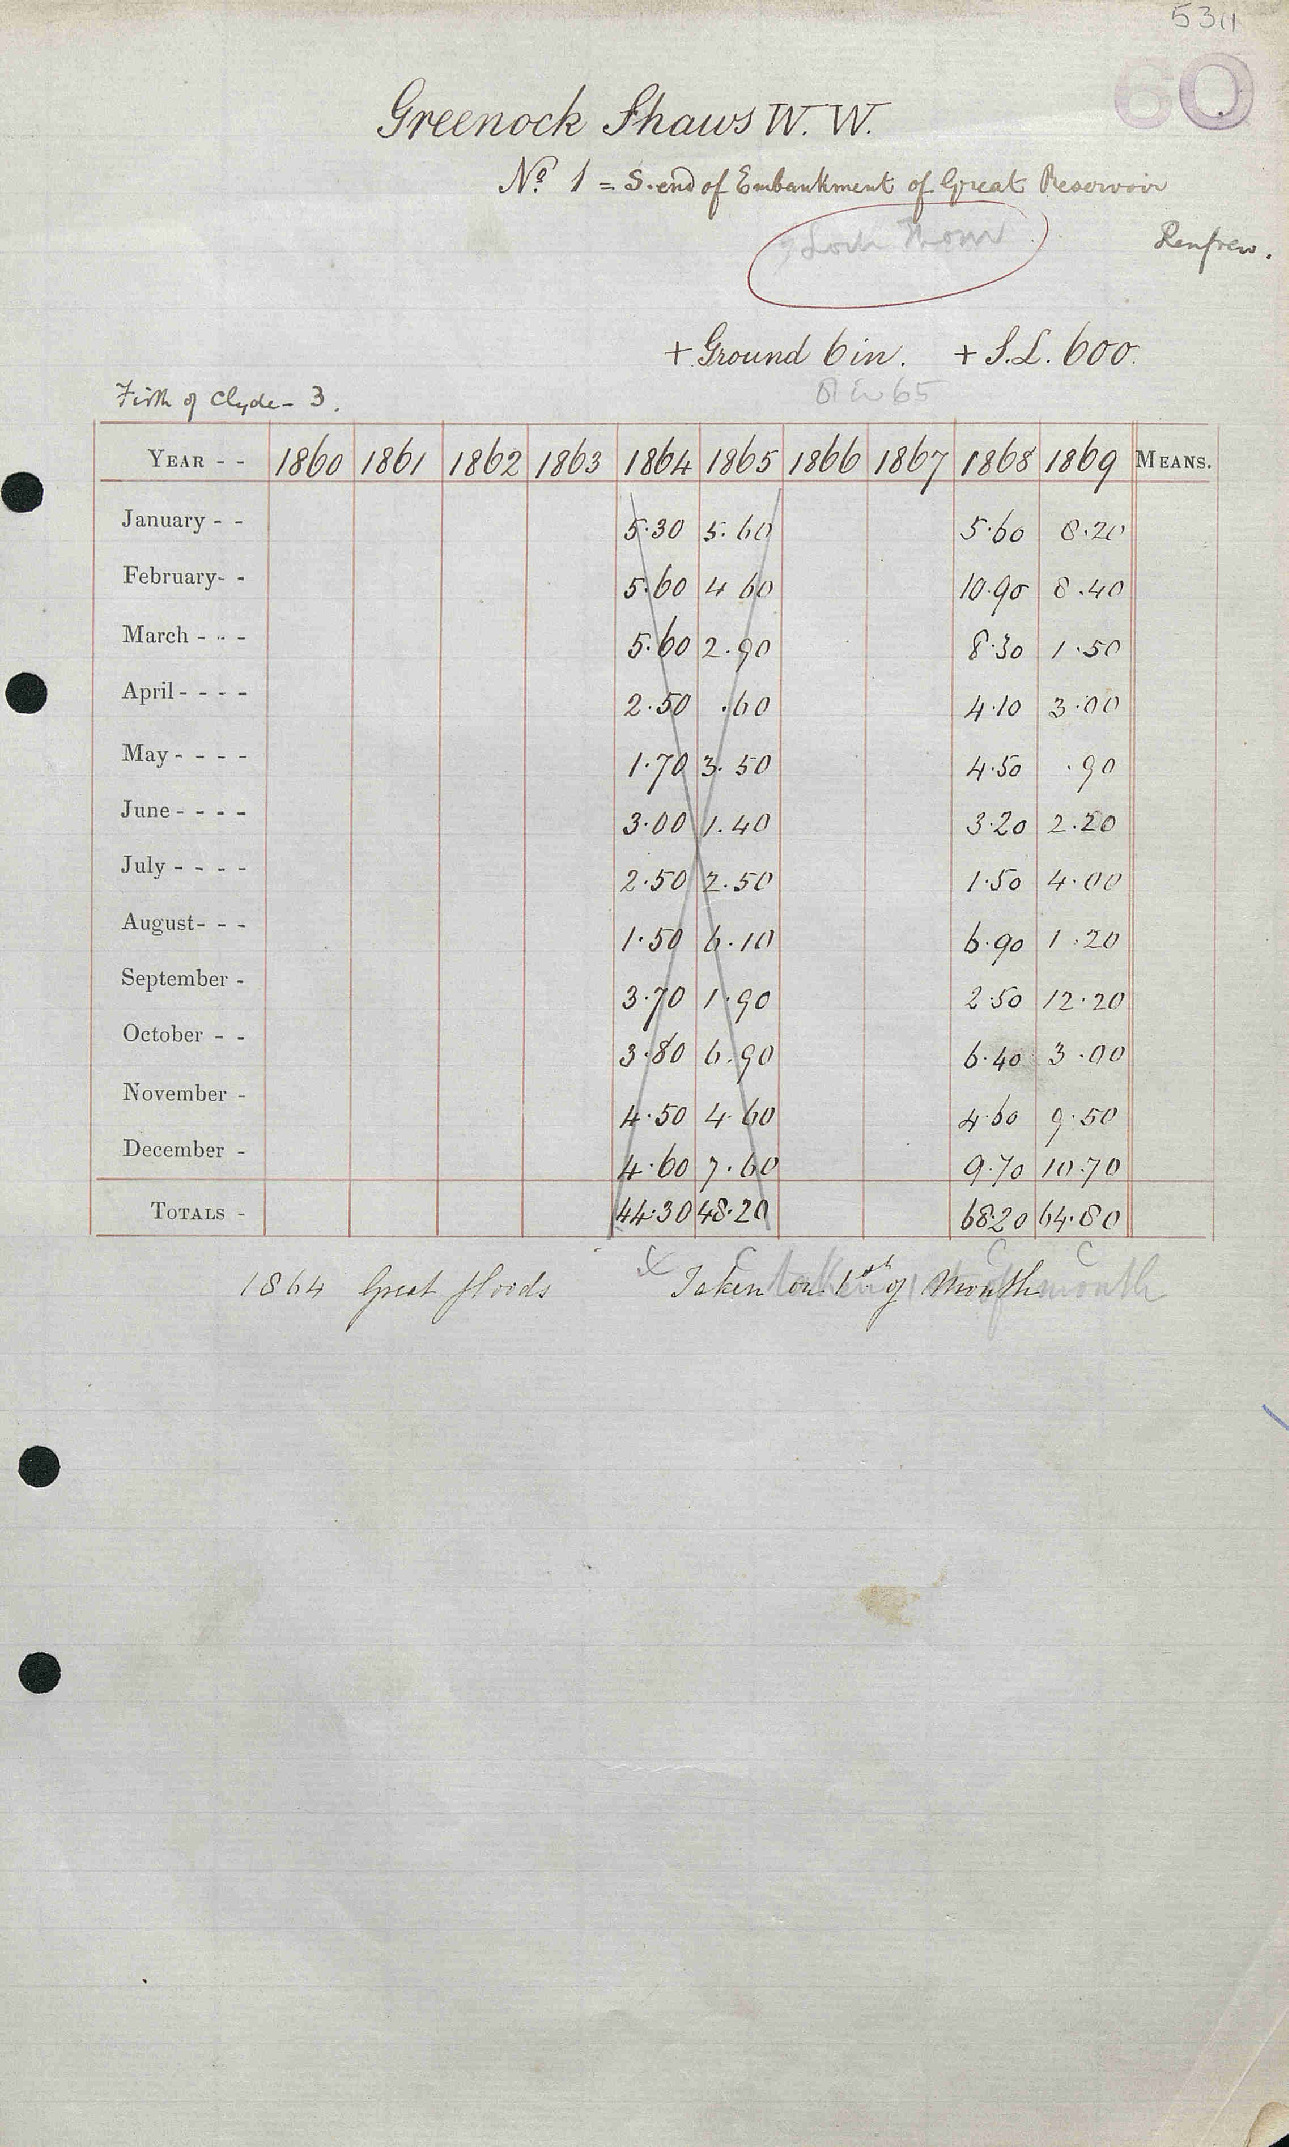 53
60
Greenock Shaws W. W.
No. 1 = S. end of Embankment of Great Reservoir
? Loch Thom
Renfrew.
+ Ground 6 in. + S.L. 600.
65
Firth of Clyde - 3.
YEAR - - 1860 1861 1862 1863 1864 1865 1866 1867 1868 1869 MEANS.
January - - 5.30 5.60 5.60 8.20
February- - 5.60 4 60 10.90 8.40
March - - - 5.60 2.90 8.30 1.50
April - - - - 2.50 .60 4.10 3.00
May - - - - 1.70 3.50 4.50 .90
June - - - - 3.00 1.40 3.20 2.20
July - - - - 2.50 2.50 1.50 4.00
August- - - 1.50 6.10 6.90 1.20
September - 3.70 1.90 2.50 12.20
October - - 3.80 6.90 6.40 3.00
November - 4.50 4 60 4.60 9.50
December - 4.60 7.60 9.70 10.70
TOTALS - 44.30 48.20 68.20 64.80
x c c c
1864 Great floods Taken on 1st of Month
taken 1st of month